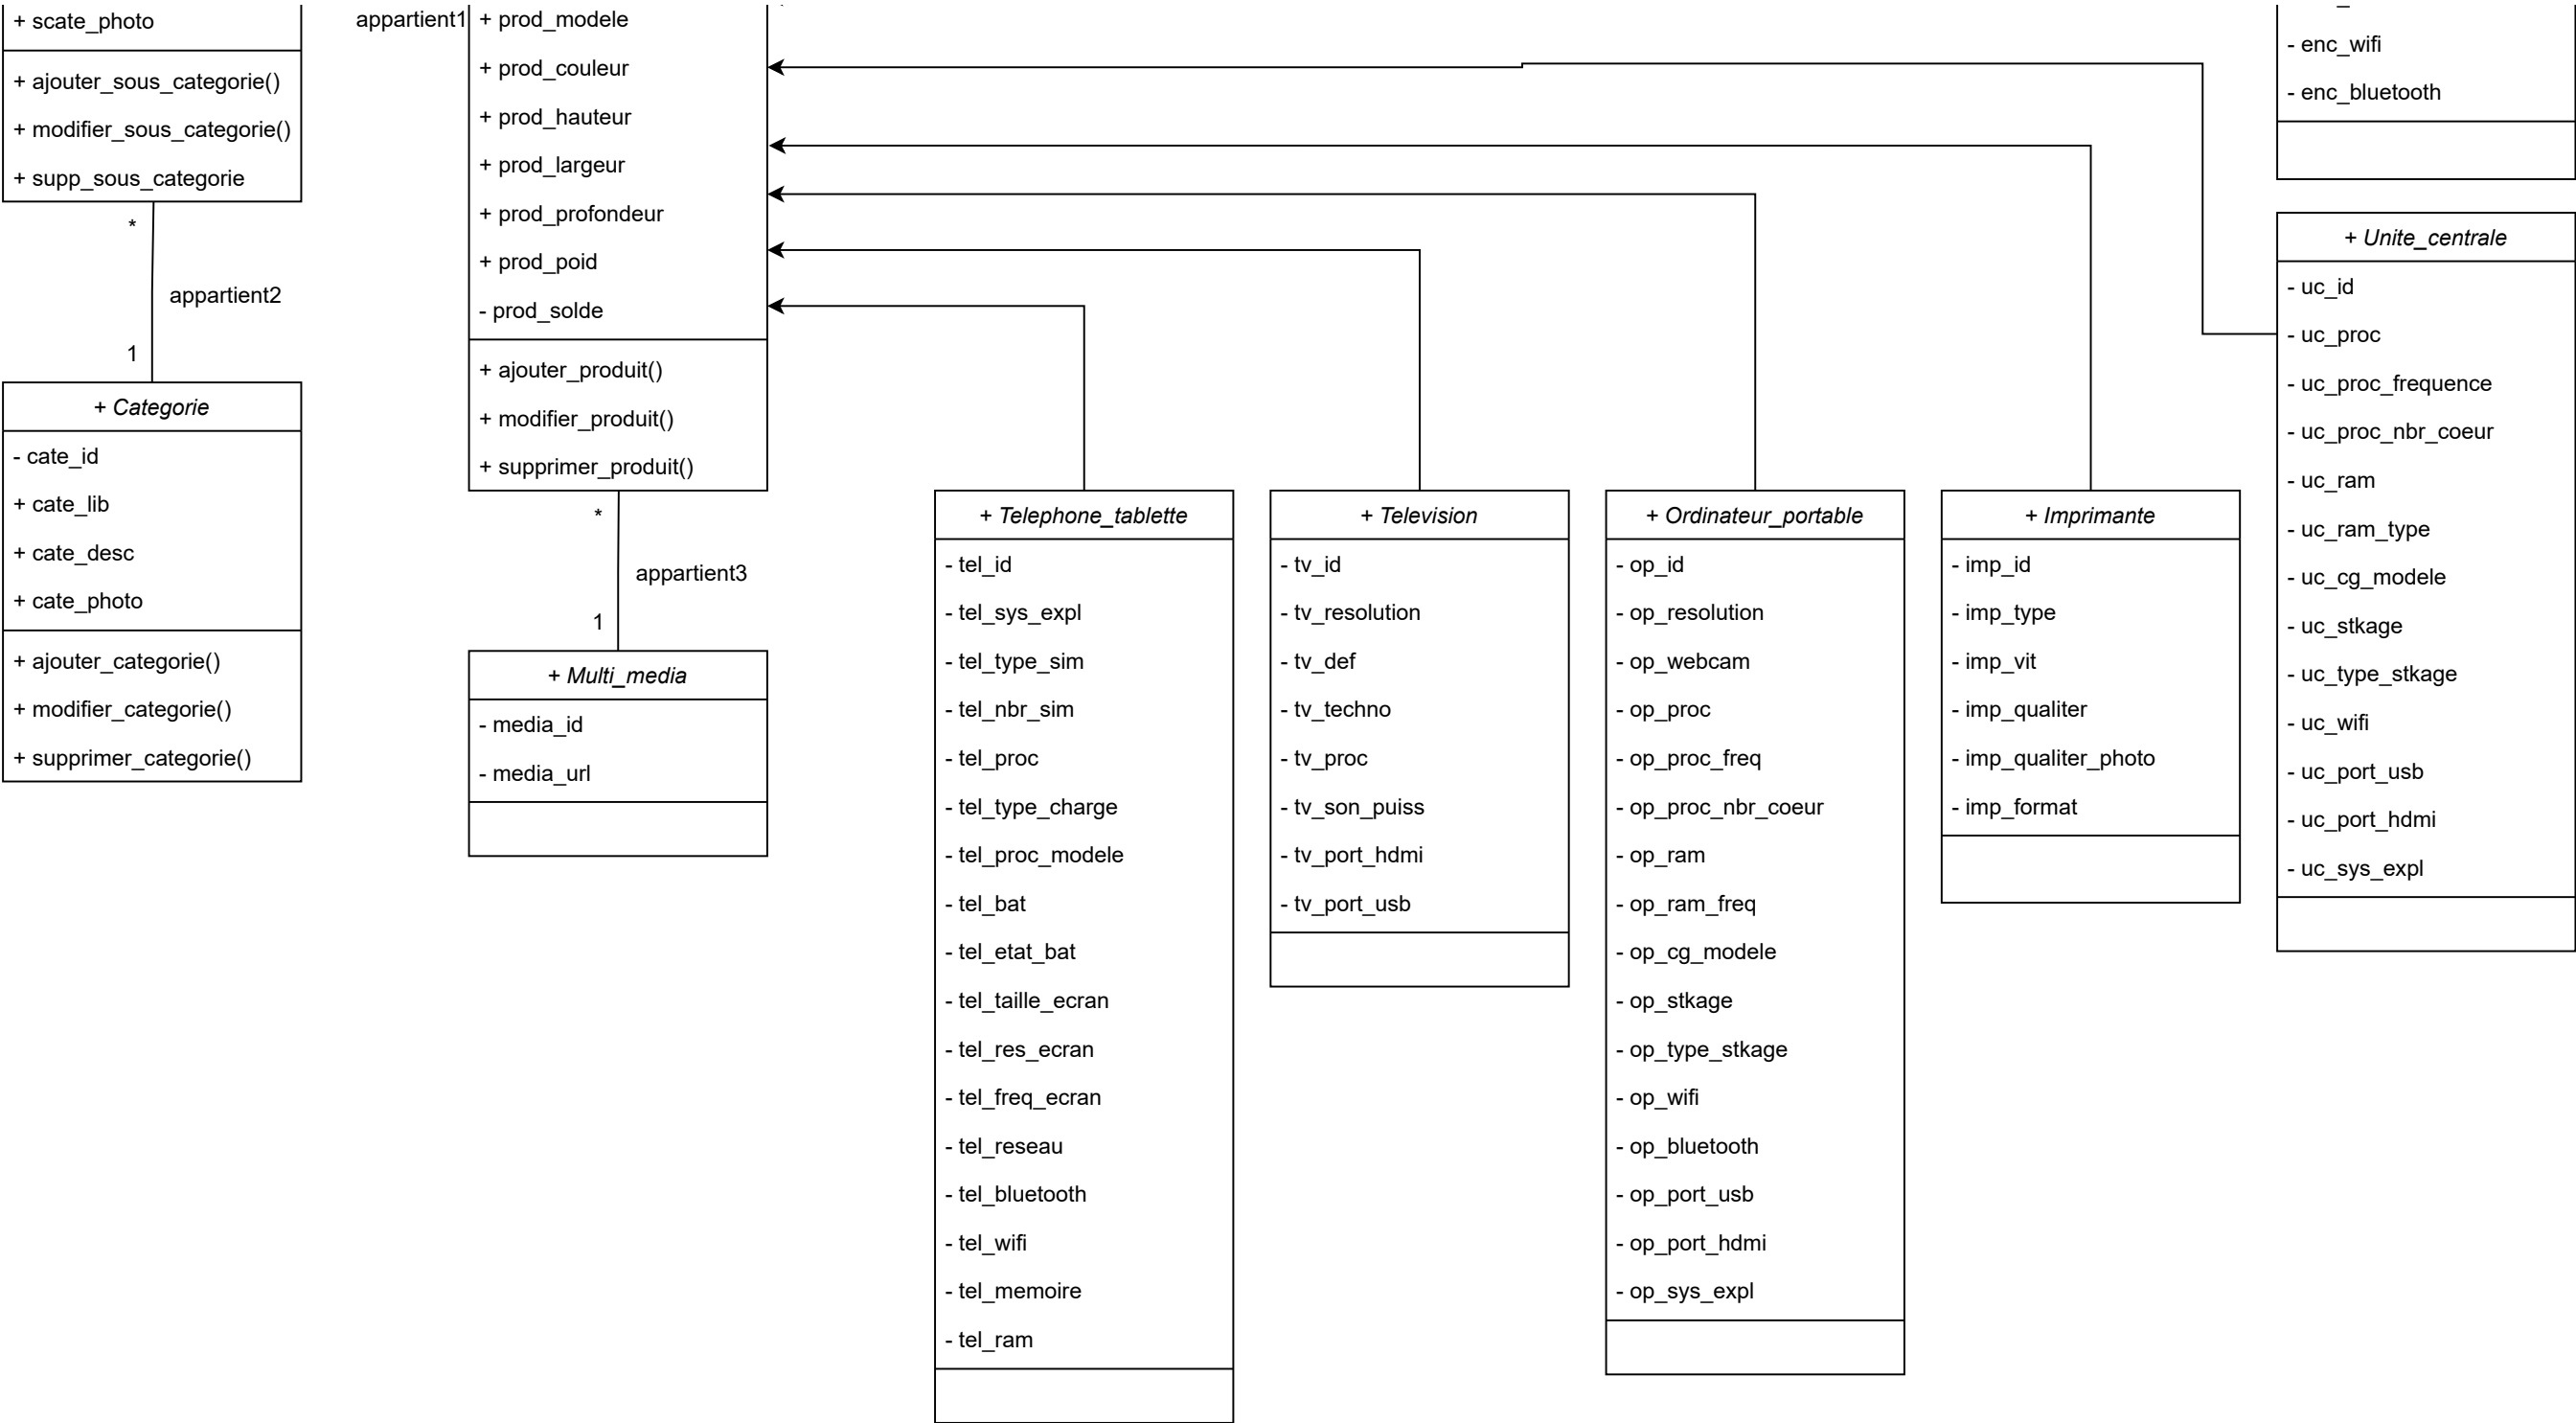 + scate_photo
+ ajouter_sous_categorie()
+ modifier_sous_categorie()
+ supp_sous_categorie
*
appartient2
1
+ Categorie
- cate_id
+ cate_lib
+ cate_desc
+ cate_photo
+ ajouter_categorie()
+ modifier_categorie()
+ supprimer_categorie()
appartient1
+ prod_modele
+ prod_couleur
+ prod_hauteur
+ prod_largeur
+ prod_profondeur
+ prod_poid
- prod_solde
+ ajouter_produit()
+ modifier_produit()
+ supprimer_produit()
*
appartient3
1
+ Multi_media
- media_id
- media_url
+ Telephone_tablette
- tel_id
- tel_sys_expl
- tel_type_sim
- tel_nbr_sim
- tel_proc
- tel_type_charge
- tel_proc_modele
- tel_bat
- tel_etat_bat
- tel_taille_ecran
- tel_res_ecran
- tel_freq_ecran
- tel_reseau
- tel_bluetooth
- tel_wifi
- tel_memoire
- tel_ram
+ Television
- tv_id
- tv_resolution
- tv_def
- tv_techno
- tv_proc
- tv_son_puiss
- tv_port_hdmi
- tv_port_usb
+ Ordinateur_portable
- op_id
- op_resolution
- op_webcam
- op_proc
- op_proc_freq
- op_proc_nbr_coeur
- op_ram
- op_ram_freq
- op_cg_modele
- op_stkage
- op_type_stkage
- op_wifi
- op_bluetooth
- op_port_usb
- op_port_hdmi
- op_sys_expl
+ Imprimante
- imp_id
- imp_type
- imp_vit
- imp_qualiter
- imp_qualiter_photo
- imp_format
- enc_wifi
- enc_bluetooth
+ Unite_centrale
- uc_id
- uc_proc
- uc_proc_frequence
- uc_proc_nbr_coeur
- uc_ram
- uc_ram_type
- uc_cg_modele
- uc_stkage
- uc_type_stkage
- uc_wifi
- uc_port_usb
- uc_port_hdmi
- uc_sys_expl